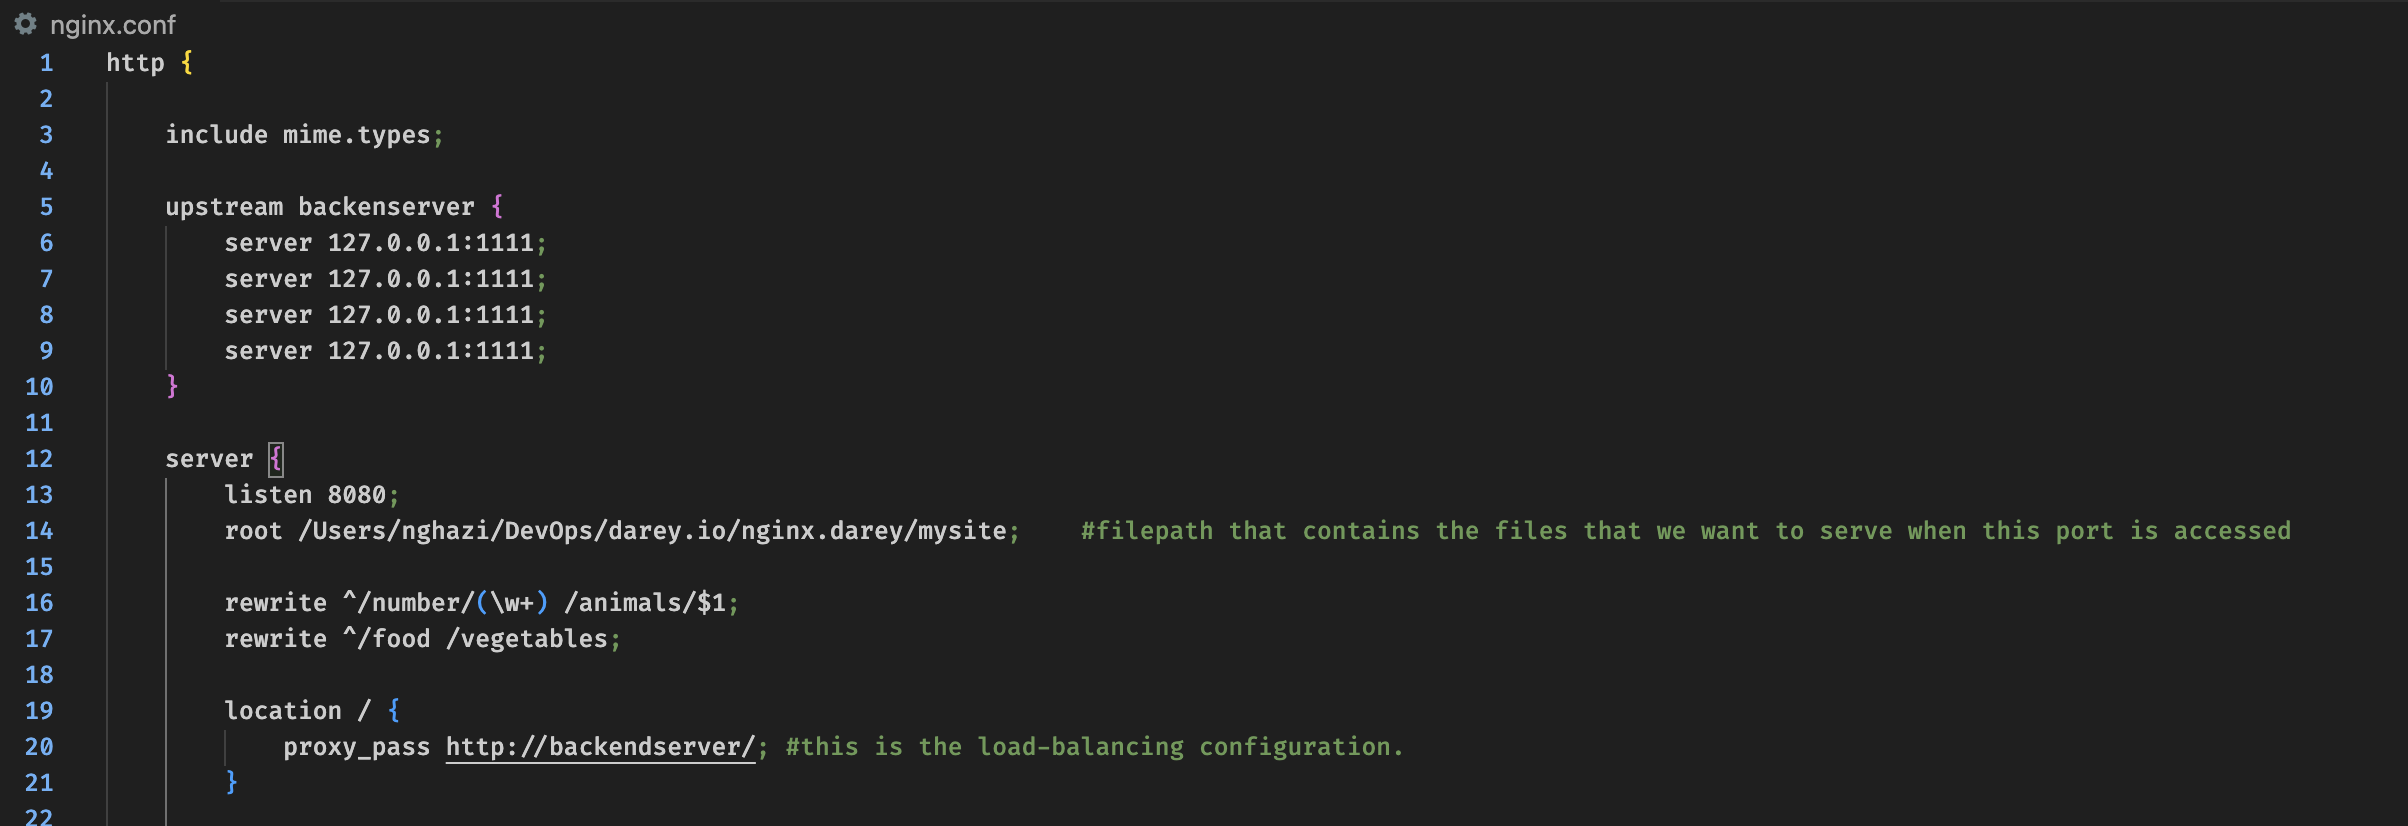 nginx.conf
1 http {
2
3 include mime.types;
4
5 upstream backenserver {
6 server 127.0.0.1:1111;
7 server 127.0.0.1:1111;
8 server 127.0.0.1:1111;
9 server 127.0.0.1:1111;
10 }
11
12 server {
13 listen 8080;
14 root /Users/nghazi/DevOps/darey.io/nginx.darey/mysite; #filepath that contains the files that we want to serve when this port is accessed
15
16 rewrite ^/number/(\w+) /animals/$1;
17 rewrite ^/food /vegetables;
18
19 location / {
20 proxy_pass http://backendserver/; #this is the load-balancing configuration.
21 }
22